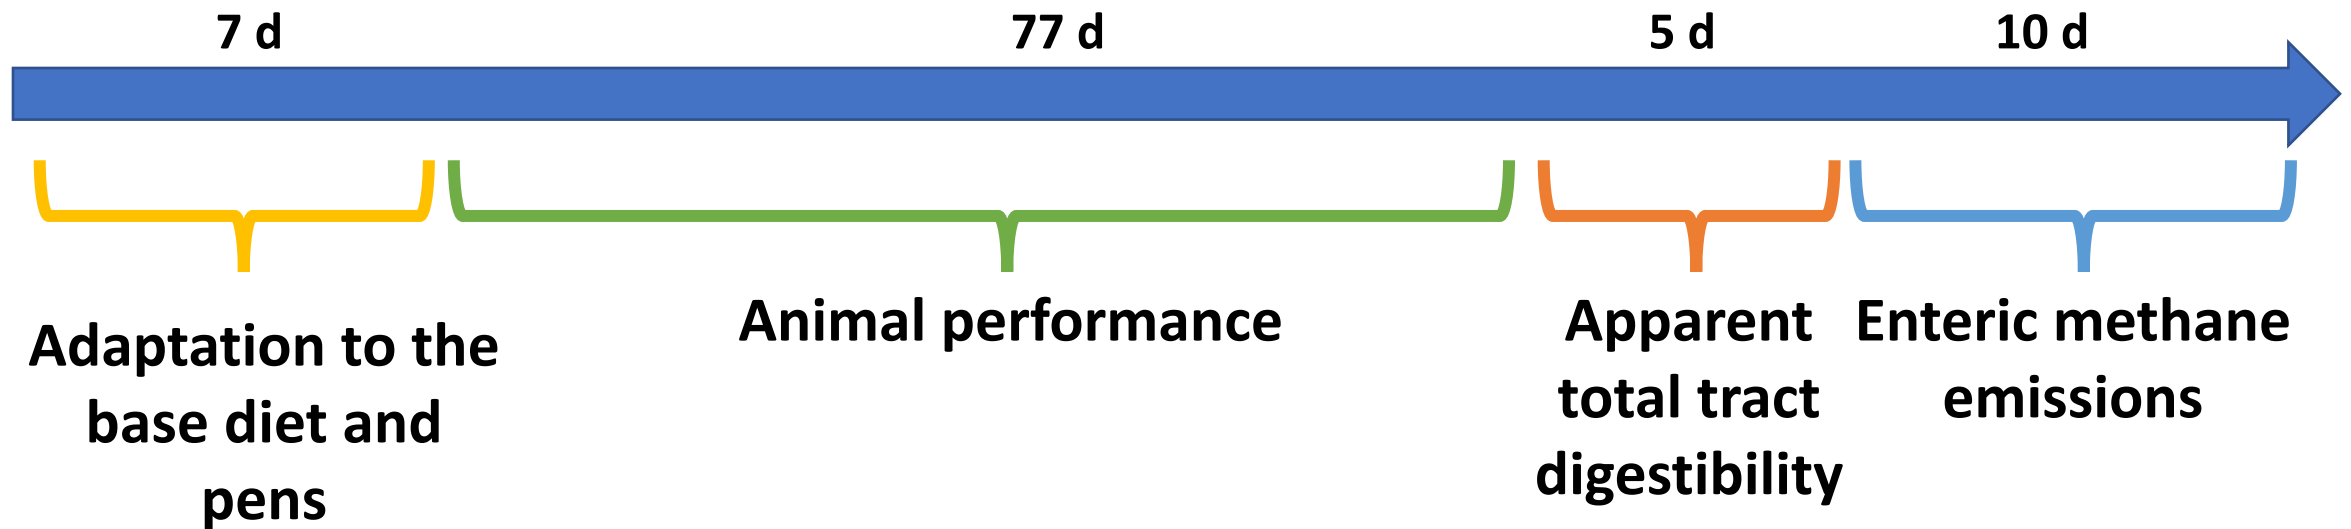 7 d
77 d
5 d
10 d
Adaptation to the
base diet and
pens
Animal performance
Apparent
total tract
digestibility
Enteric methane
emissions